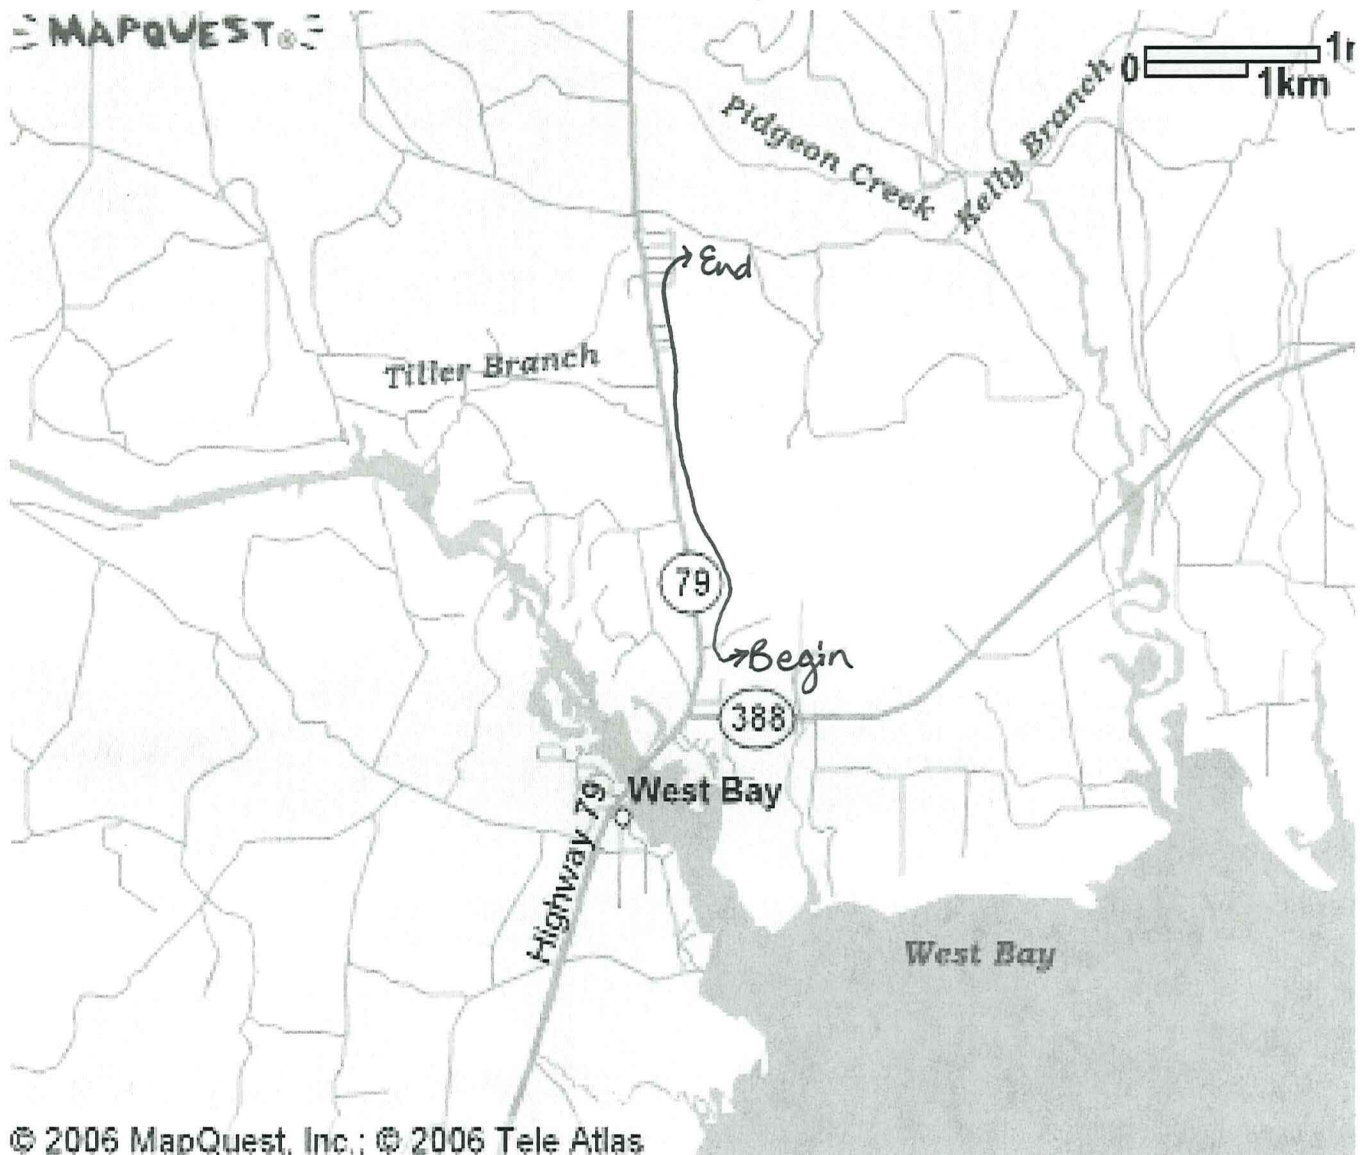 MAPQUEST®
0
1km
Pidgeon Creek
Kelly Branch
End
Tiller Branch
79
Begin
388
West Bay
Highway 79
West Bay
© 2006 MapQuest, Inc.; © 2006 Tele Atlas